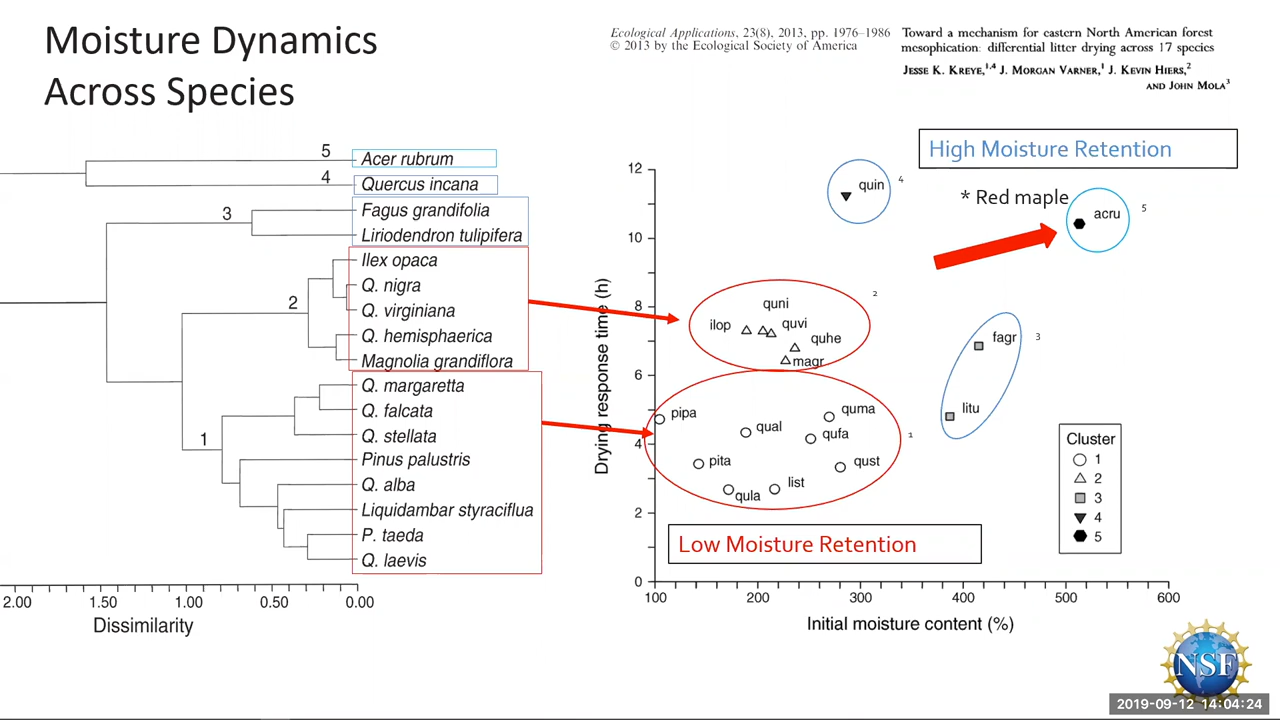 Moisture Dynamics
Across Species
Ecological Applications, 23(8), 2013, pp. 1976–1986
© 2013 by the Ecological Society of America
Toward a mechanism for eastern North American forest
mesophication: differential litter drying across 17 species
Jesse K. Kreye,1,4 J. Morgan Varner,1 J. Kevin Hiers,2
and John Mola3
5
Acer rubrum
4
Quercus incana
3
Fagus grandifolia
Liriodendron tulipifera
Ilex opaca
Q. nigra
2
Q. virginiana
Q. hemisphaerica
Magnolia grandiflora
Q. margaretta
Q. falcata
1
Q. stellata
Pinus palustris
Q. alba
Liquidambar styraciflua
P. taeda
Q. laevis
2.00 1.50 1.00 0.50 0.00
Dissimilarity
High Moisture Retention
* Red maple
12
10
8
6
4
2
0
Drying response time (h)
quin 4
acru 5
2
quni
ilop quvi
quhe
magr
fagr 3
litu
pipa quma
qual qufa 1
pita qust
qula list
Low Moisture Retention
Cluster
1
2
3
4
5
100 200 300 400 500 600
Initial moisture content (%)
NSF
2019-09-12 14:04:24